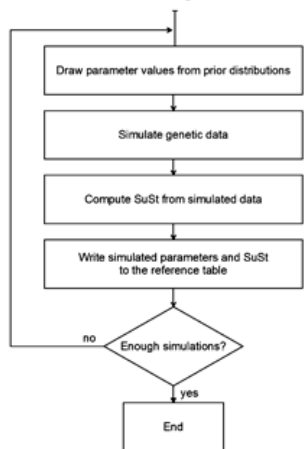 Draw parameter values from prior distributions
Simulate genetic data
Compute SuSt from simulated data
Write simulated parameters and SuSt
to the reference table
no
Enough simulations?
yes
End